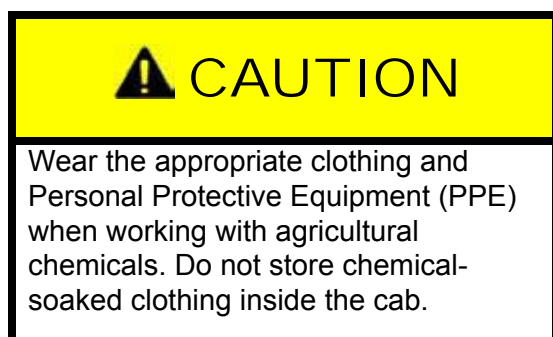 CAUTION
Wear the appropriate clothing and
Personal Protective Equipment (PPE)
when working with agricultural
chemicals. Do not store chemical-
soaked clothing inside the cab.